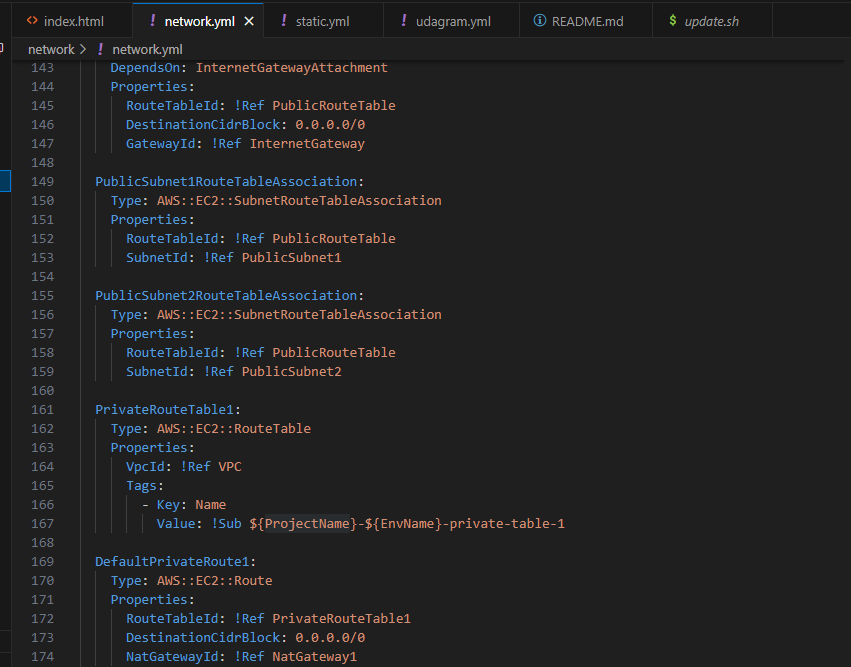 index.html network.yml static.yml udagram.yml README.md update.sh
network > network.yml
143 DependsOn: InternetGatewayAttachment
144 Properties:
145 RouteTableId: !Ref PublicRouteTable
146 DestinationCidrBlock: 0.0.0.0/0
147 GatewayId: !Ref InternetGateway
148
149 PublicSubnet1RouteTableAssociation:
150 Type: AWS::EC2::SubnetRouteTableAssociation
151 Properties:
152 RouteTableId: !Ref PublicRouteTable
153 SubnetId: !Ref PublicSubnet1
154
155 PublicSubnet2RouteTableAssociation:
156 Type: AWS::EC2::SubnetRouteTableAssociation
157 Properties:
158 RouteTableId: !Ref PublicRouteTable
159 SubnetId: !Ref PublicSubnet2
160
161 PrivateRouteTable1:
162 Type: AWS::EC2::RouteTable
163 Properties:
164 VpcId: !Ref VPC
165 Tags:
166 - Key: Name
167 Value: !Sub ${ProjectName}-${EnvName}-private-table-1
168
169 DefaultPrivateRoute1:
170 Type: AWS::EC2::Route
171 Properties:
172 RouteTableId: !Ref PrivateRouteTable1
173 DestinationCidrBlock: 0.0.0.0/0
174 NatGatewayId: !Ref NatGateway1